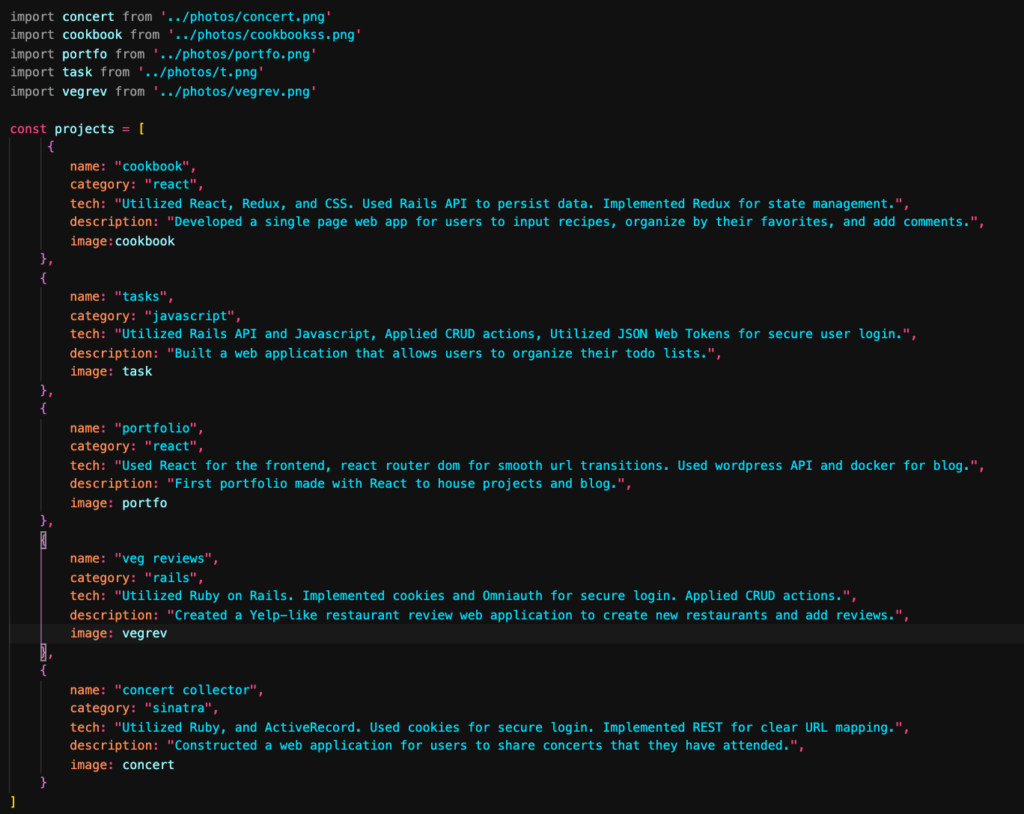 import concert from '../photos/concert.png'
import cookbook from '../photos/cookbookss.png'
import portfo from '../photos/portfo.png'
import task from '../photos/t.png'
import vegrev from '../photos/vegrev.png'

const projects = [
    {
        name: "cookbook",
        category: "react",
        tech: "Utilized React, Redux, and CSS. Used Rails API to persist data. Implemented Redux for state management.",
        description: "Developed a single page web app for users to input recipes, organize by their favorites, and add comments.",
        image:cookbook
    },
    {
        name: "tasks",
        category: "javascript",
        tech: "Utilized Rails API and Javascript, Applied CRUD actions, Utilized JSON Web Tokens for secure user login.",
        description: "Built a web application that allows users to organize their todo lists.",
        image: task
    },
    {
        name: "portfolio",
        category: "react",
        tech: "Used React for the frontend, react router dom for smooth url transitions. Used wordpress API and docker for blog.",
        description: "First portfolio made with React to house projects and blog.",
        image: portfo
    },
    {
        name: "veg reviews",
        category: "rails",
        tech: "Utilized Ruby on Rails. Implemented cookies and Omniauth for secure login. Applied CRUD actions.",
        description: "Created a Yelp-like restaurant review web application to create new restaurants and add reviews.",
        image: vegrev
    },
    {
        name: "concert collector",
        category: "sinatra",
        tech: "Utilized Ruby, and ActiveRecord. Used cookies for secure login. Implemented REST for clear URL mapping.",
        description: "Constructed a web application for users to share concerts that they have attended.",
        image: concert
    }
]